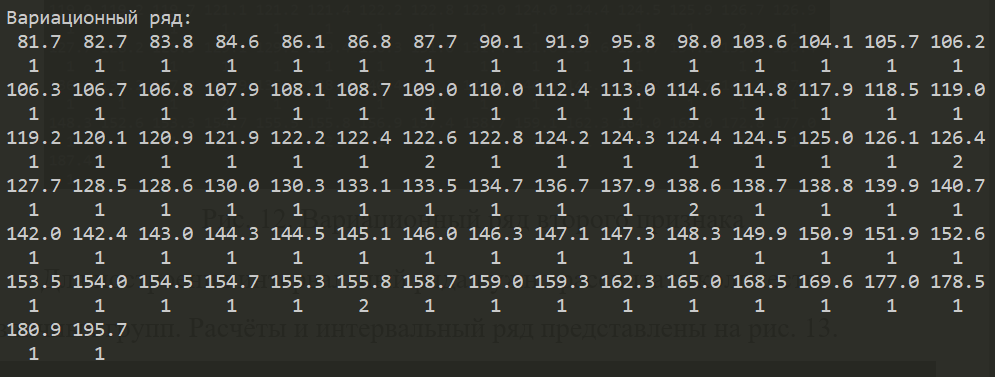 Вариационный ряд:
81.7 82.7 83.8 84.6 86.1 86.8 87.7 90.1 91.9 95.8 98.0 103.6 104.1 105.7 106.2
1 1 1 1 1 1 1 1 1 1 1 1 1 1 1
106.3 106.7 106.8 107.9 108.1 108.7 109.0 110.0 112.4 113.0 114.6 114.8 117.9 118.5 119.0
1 1 1 1 1 1 1 1 1 1 1 1 1 1 1
119.2 120.1 120.9 121.9 122.2 122.4 122.6 122.8 124.2 124.3 124.4 124.5 125.0 126.1 126.4
1 1 1 1 1 1 2 1 1 1 1 1 1 1 2
127.7 128.5 128.6 130.0 130.3 133.1 133.5 134.7 136.7 137.9 138.6 138.7 138.8 139.9 140.7
1 1 1 1 1 1 1 1 1 1 2 1 1 1 1
Рис. 12. Вариационный ряд второго признака
142.0 142.4 143.0 144.3 144.5 145.1 146.0 146.3 147.1 147.3 148.3 149.9 150.9 151.9 152.6
1 1 1 1 1 1 1 1 1 1 1 1 1 1 1
153.5 154.0 154.5 154.7 155.3 155.8 158.7 159.0 159.3 162.3 165.0 168.5 169.6 177.0 178.5
1 1 1 1 1 2 1 1 1 1 1 1 1 1 1
180.9 195.7
групп. Расчёты и интервальный ряд представлены на рис. 13.
1 1